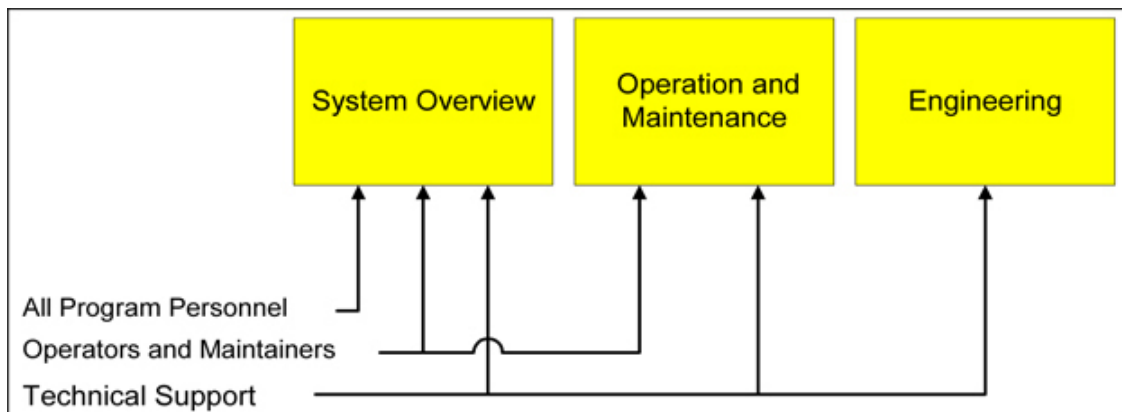 System Overview
Operation and
Maintenance
Engineering
All Program Personnel
Operators and Maintainers
Technical Support